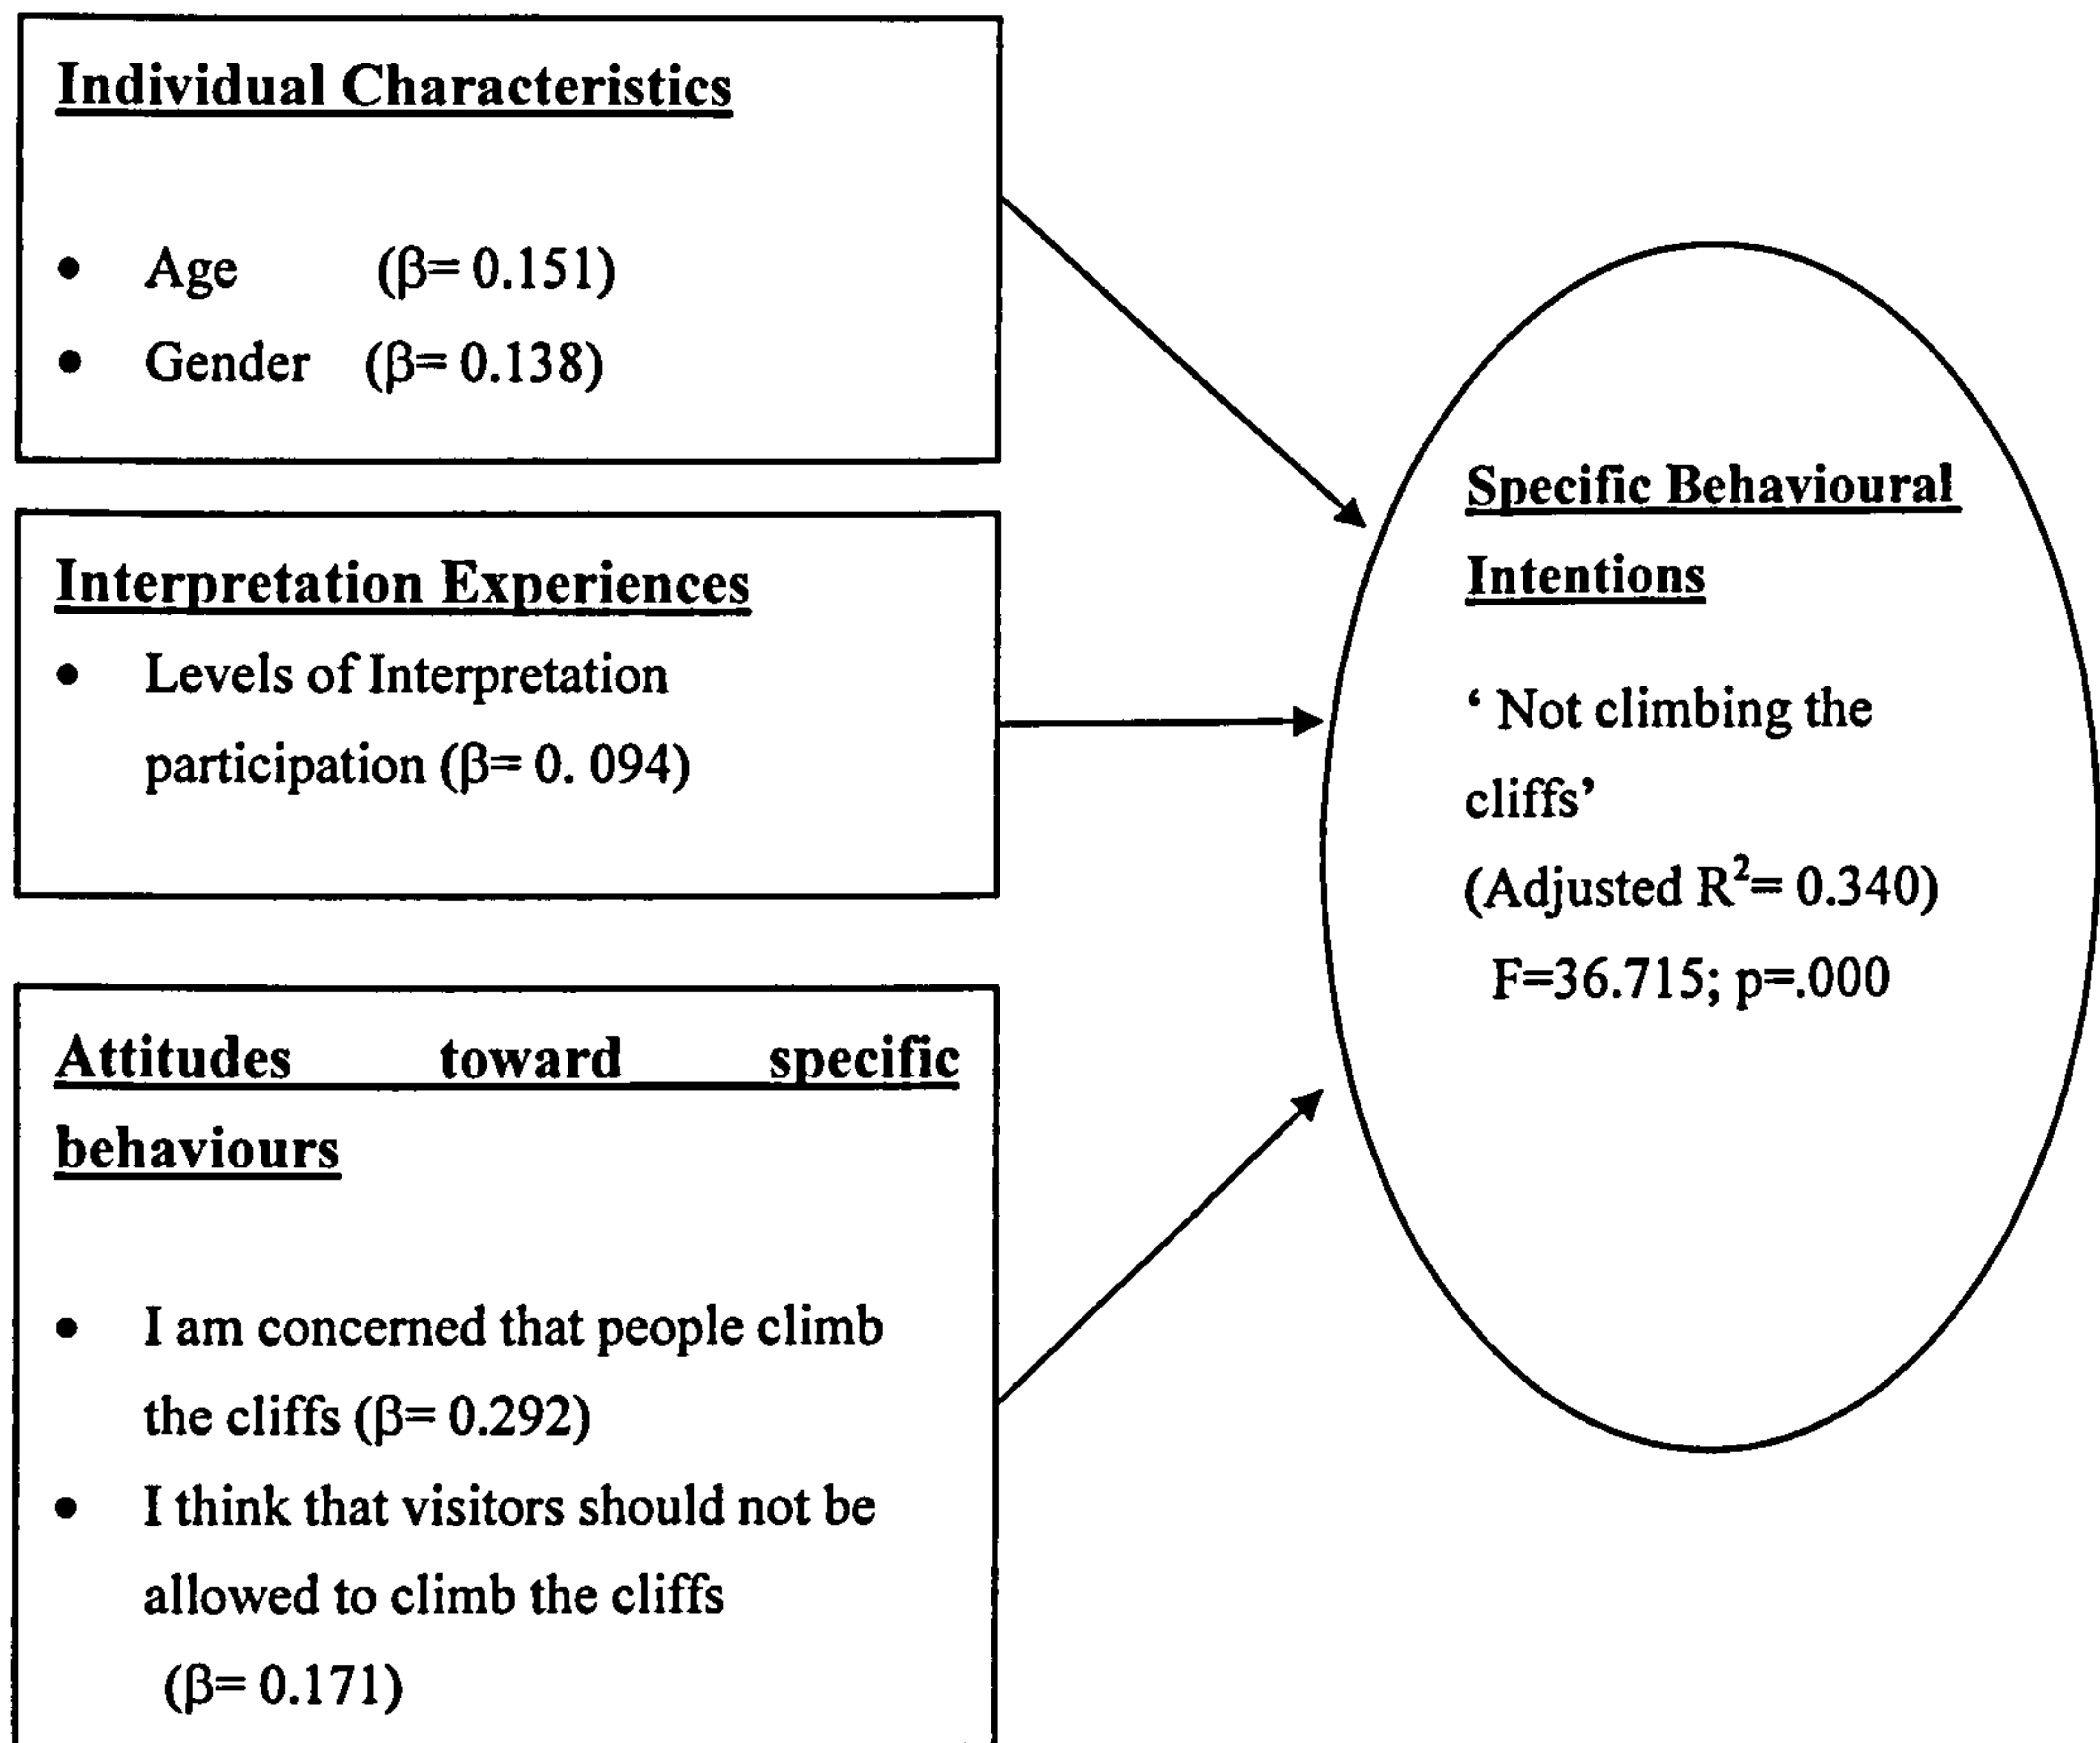 Individual Characteristics
• Age (β= 0.151)
• Gender (β= 0.138)
Interpretation Experiences
• Levels of Interpretation
participation (β= 0. 094)
Attitudes toward specific
behaviours
• I am concerned that people climb
the cliffs (β= 0.292)
• I think that visitors should not be
allowed to climb the cliffs
(β= 0.171)
Specific Behavioural
Intentions
‘ Not climbing the
cliffs’
(Adjusted R²= 0.340)
F=36.715; p=.000